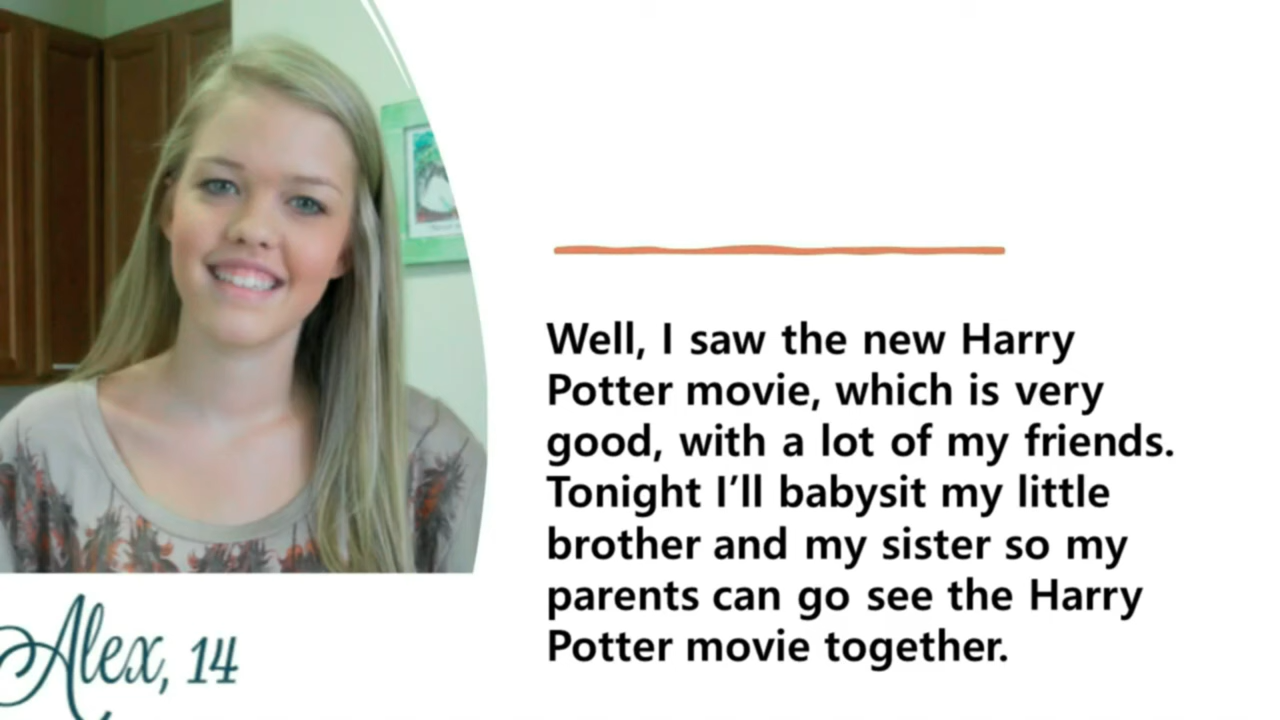 Well, I saw the new Harry
Potter movie, which is very
good, with a lot of my friends.
Tonight I’ll babysit my little
brother and my sister so my
parents can go see the Harry
Potter movie together.
Alex, 14